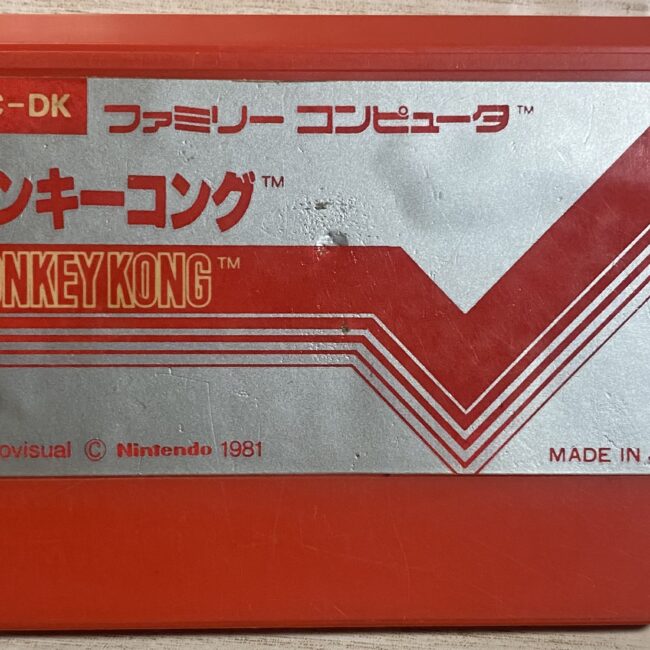 C-DK
ファミリー コンピュータ™
ンキーコング™
ONKEY KONG™
ovisual © Nintendo 1981
MADE IN